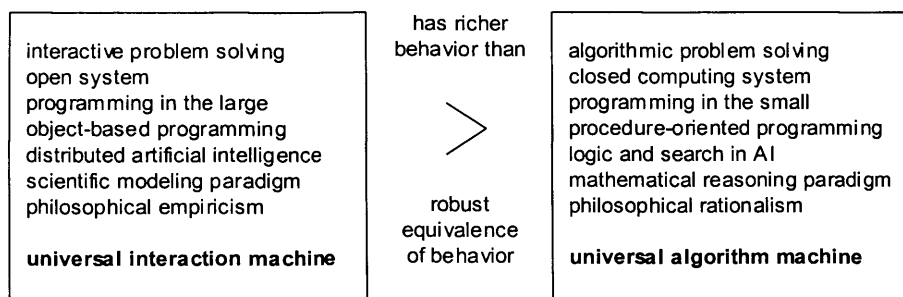 interactive problem solving
open system
programming in the large
object-based programming
distributed artificial intelligence
scientific modeling paradigm
philosophical empiricism
universal interaction machine
has richer
behavior than
>
robust
equivalence
of behavior
algorithmic problem solving
closed computing system
programming in the small
procedure-oriented programming
logic and search in AI
mathematical reasoning paradigm
philosophical rationalism
universal algorithm machine